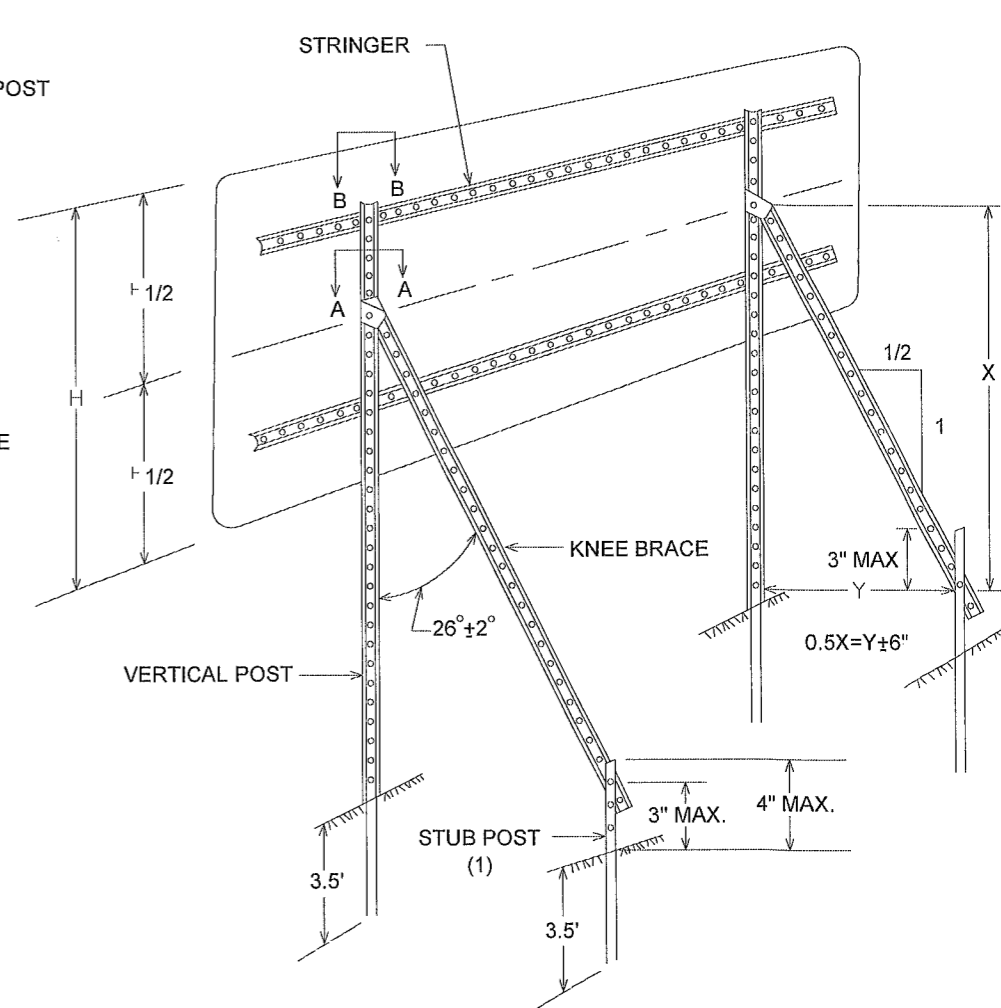 STRINGER
POST
B
B
1/2
A
A
H
1/2
X
1
E
1/2
KNEE BRACE
3" MAX
Y
26°±2°
0.5X=Y±6"
VERTICAL POST
4" MAX.
3" MAX.
STUB POST
(1)
3.5'
3.5'